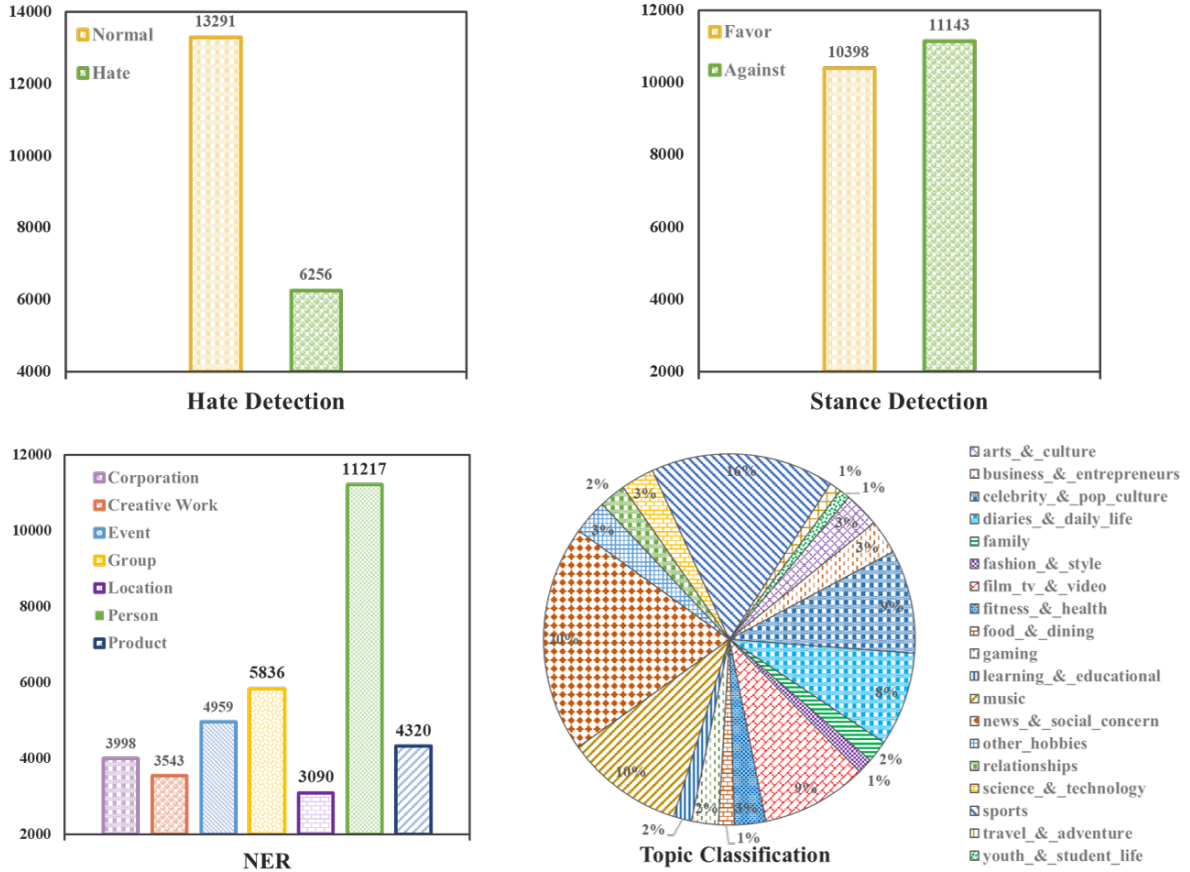 14000
12000
10000
8000
6000
4000
Normal
Hate
13291
6256
Hate Detection
12000
10000
8000
6000
4000
2000
Favor
Against
10398
11143
Stance Detection
12000
10000
8000
6000
4000
2000
Corporation
Creative Work
Event
Group
Location
Person
Product
3998
3543
4959
5836
3090
11217
4320
NER
16%
1%
1%
3%
3%
9%
8%
2%
1%
9%
3%
1%
2%
2%
10%
20%
3%
2%
3%
Topic Classification
arts_&_culture
business_&_entrepreneurs
celebrity_&_pop_culture
diaries_&_daily_life
family
fashion_&_style
film_tv_&_video
fitness_&_health
food_&_dining
gaming
learning_&_educational
music
news_&_social_concern
other_hobbies
relationships
science_&_technology
sports
travel_&_adventure
youth_&_student_life